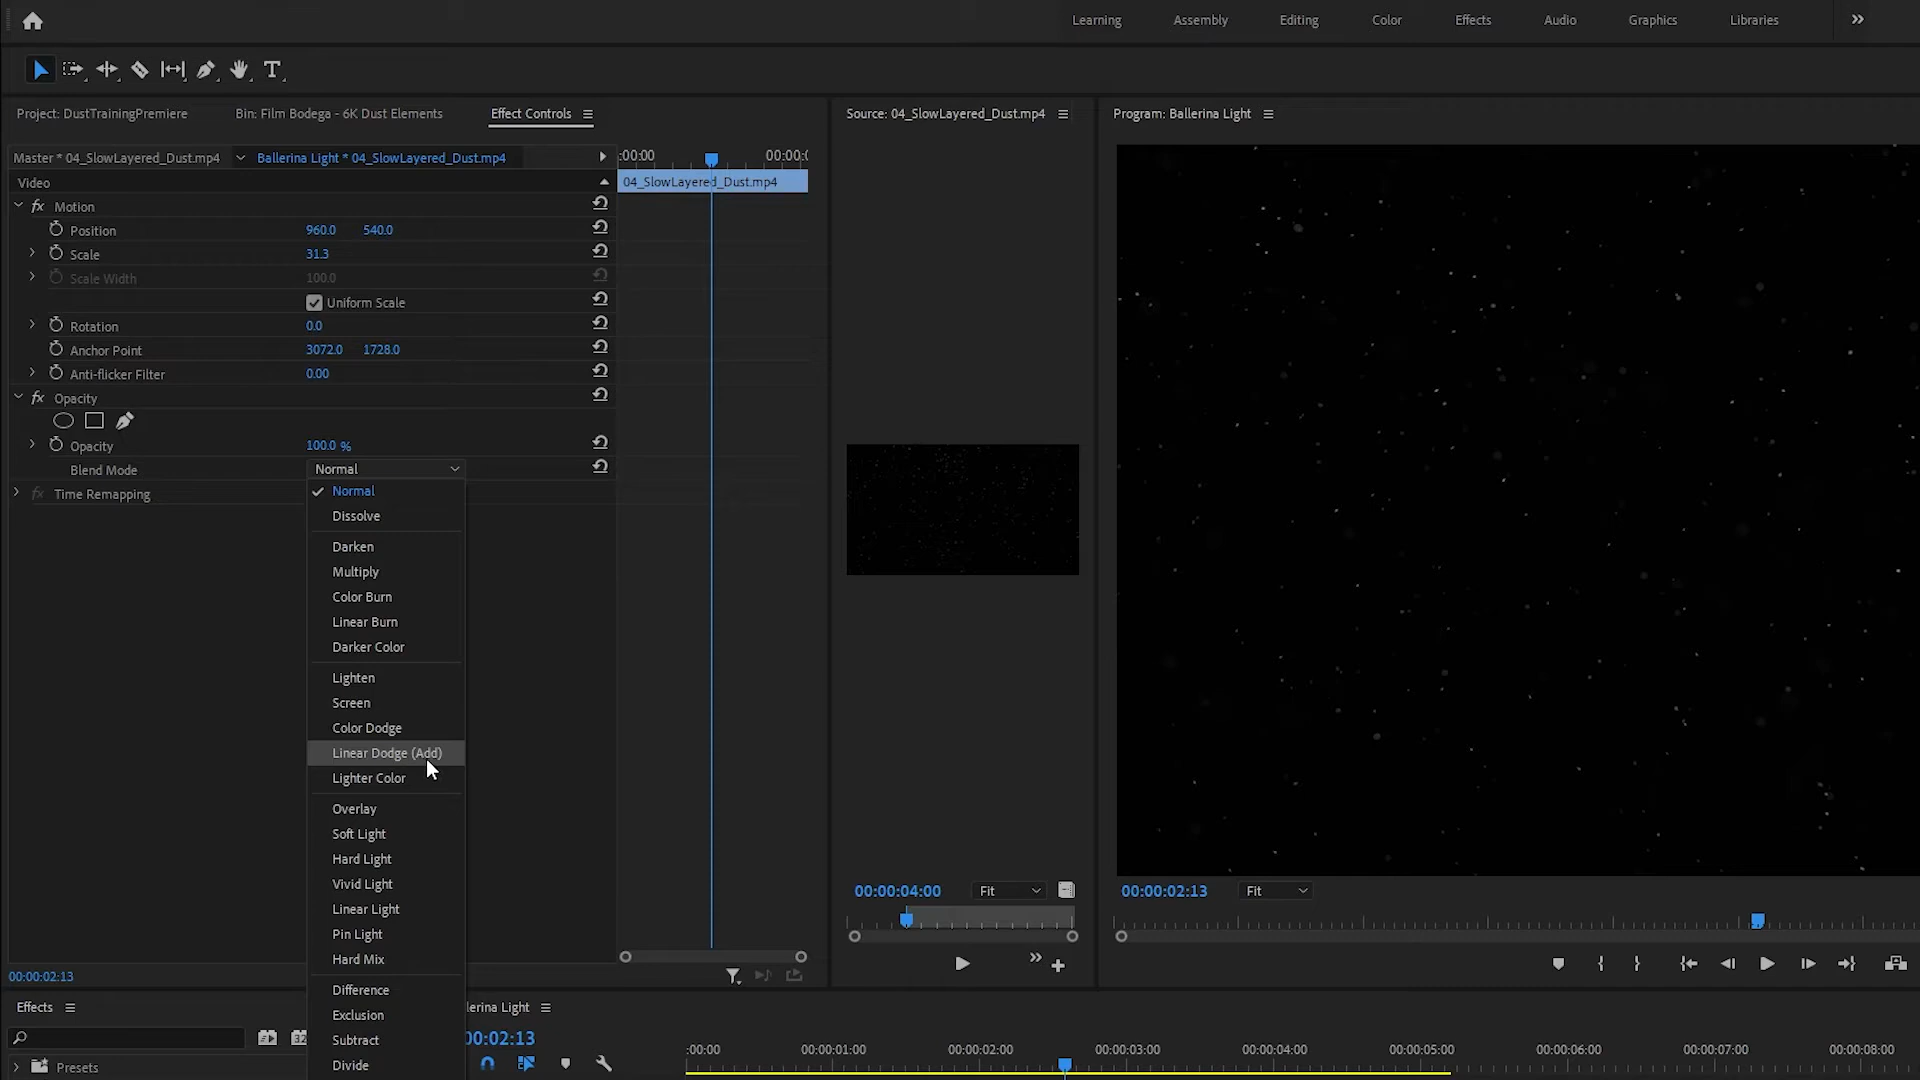 Learning Assembly Editing Color Effects Audio Graphics Libraries
Project: DustTrainingPremiere Bin: Film Bodega - 6K Dust Elements Effect Controls Source: 04_SlowLayered_Dust.mp4 Program: Ballerina Light
Master * 04_SlowLayered_Dust.mp4 Ballerina Light * 04_SlowLayered_Dust.mp4 :00:00 00:00:0
Video 04_SlowLayered_Dust.mp4
fx Motion
Position 960.0 540.0
Scale 31.3
Scale Width 100.0
Uniform Scale
Rotation 0.0
Anchor Point 3072.0 1728.0
Anti-flicker Filter 0.00
fx Opacity
Opacity 100.0 %
Blend Mode Normal
fx Time Remapping
Normal
Dissolve
Darken
Multiply
Color Burn
Linear Burn
Darker Color
Lighten
Screen
Color Dodge
Linear Dodge (Add)
Lighter Color
Overlay
Soft Light
Hard Light
Vivid Light
Linear Light
Pin Light
Hard Mix
Difference
Exclusion
Subtract
Divide
00:00:04:00 Fit 00:00:02:13 Fit
00:00:02:13
Effects lerina Light
00:02:13
:00:00 00:00:01:00 00:00:02:00 00:00:03:00 00:00:04:00 00:00:05:00 00:00:06:00 00:00:07:00 00:00:08:00
Presets